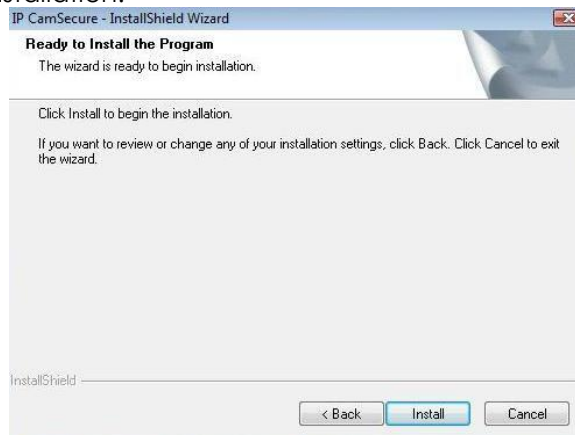 IP CamSecure - InstallShield Wizard
Ready to Install the Program
The wizard is ready to begin installation.
Click Install to begin the installation.
If you want to review or change any of your installation settings, click Back. Click Cancel to exit
the wizard.
InstallShield
< Back Install Cancel